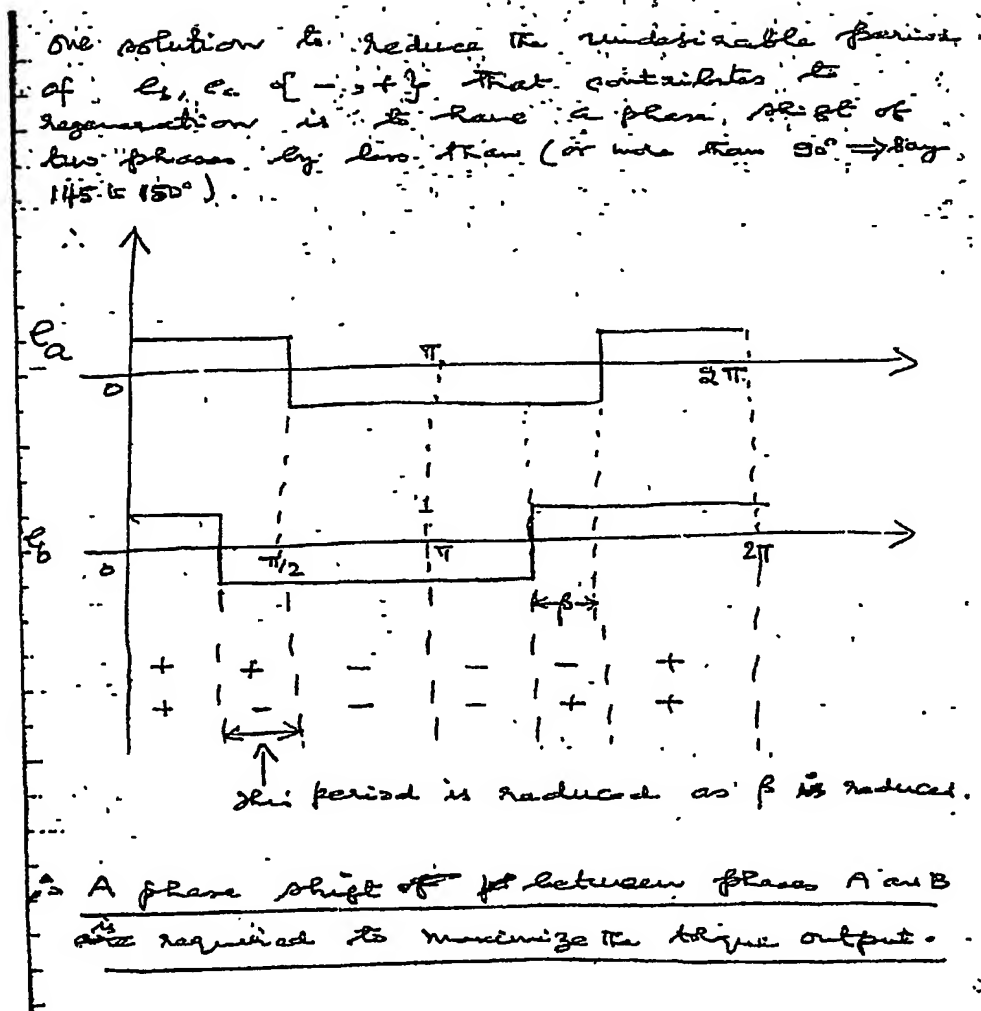 one solution to reduce the undesirable period
of eb, ea { - , + } that contributes to
regeneration is to have a phase shift of
two phases by less than (or more than 90° ⇒ say
145 to 150°).
∴
ea
0 π 2π
eb
0 π/2 π 2π
β
+ + - - - +
+ - - - + +
This period is reduced as β is reduced.
A phase shift between phases A and B
is required to maximize the torque output.